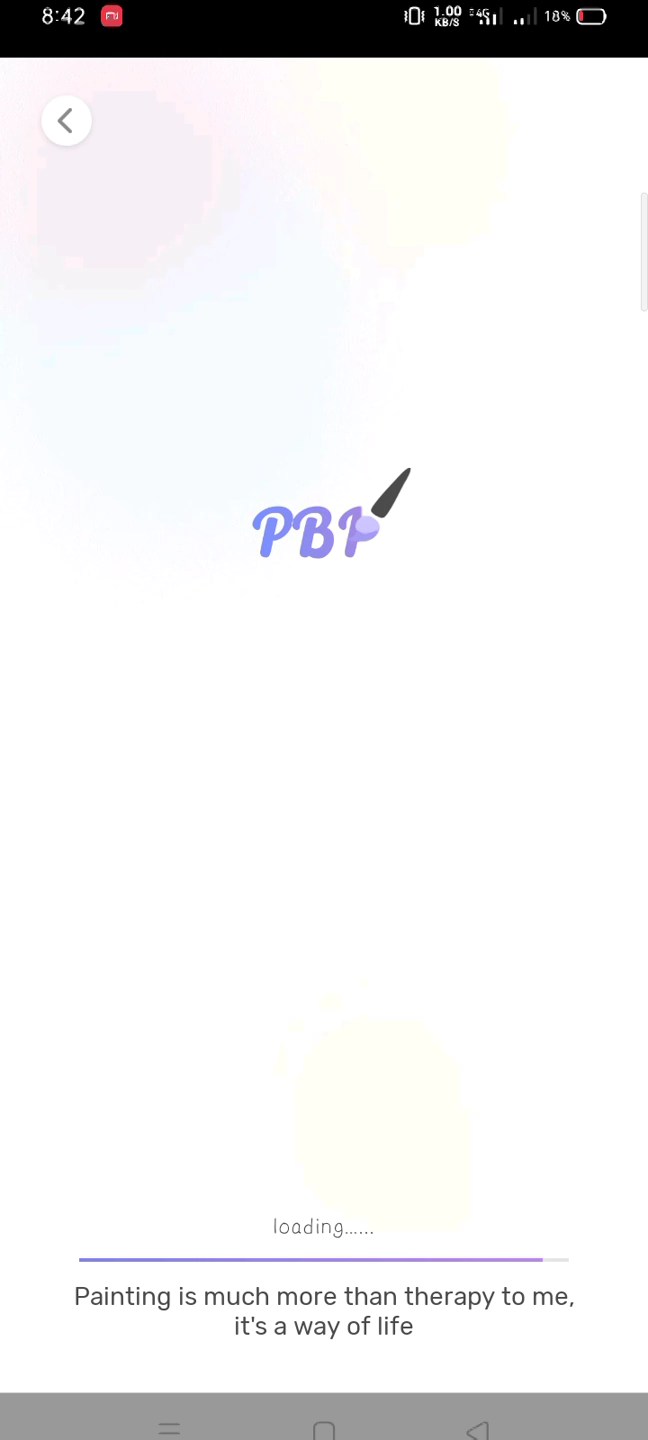 8:42
1.00
KB/S
4G
18%
PBP
loading......
Painting is much more than therapy to me,
it's a way of life